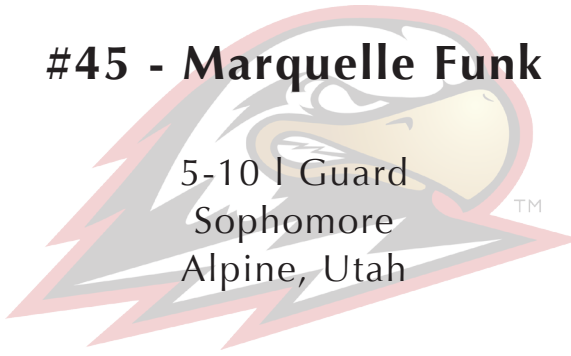 #45 - Marquelle Funk
5-10 | Guard
Sophomore
TM
Alpine, Utah